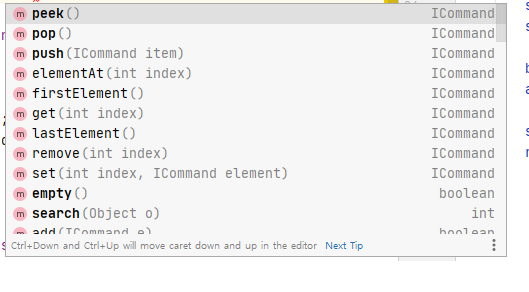 peek() ICommand
pop() ICommand
push(ICommand item) ICommand
elementAt(int index) ICommand
firstElement() ICommand
get(int index) ICommand
lastElement() ICommand
remove(int index) ICommand
set(int index, ICommand element) ICommand
empty() boolean
search(Object o) int
add(ICommand e) boolean
Ctrl+Down and Ctrl+Up will move caret down and up in the editor Next Tip